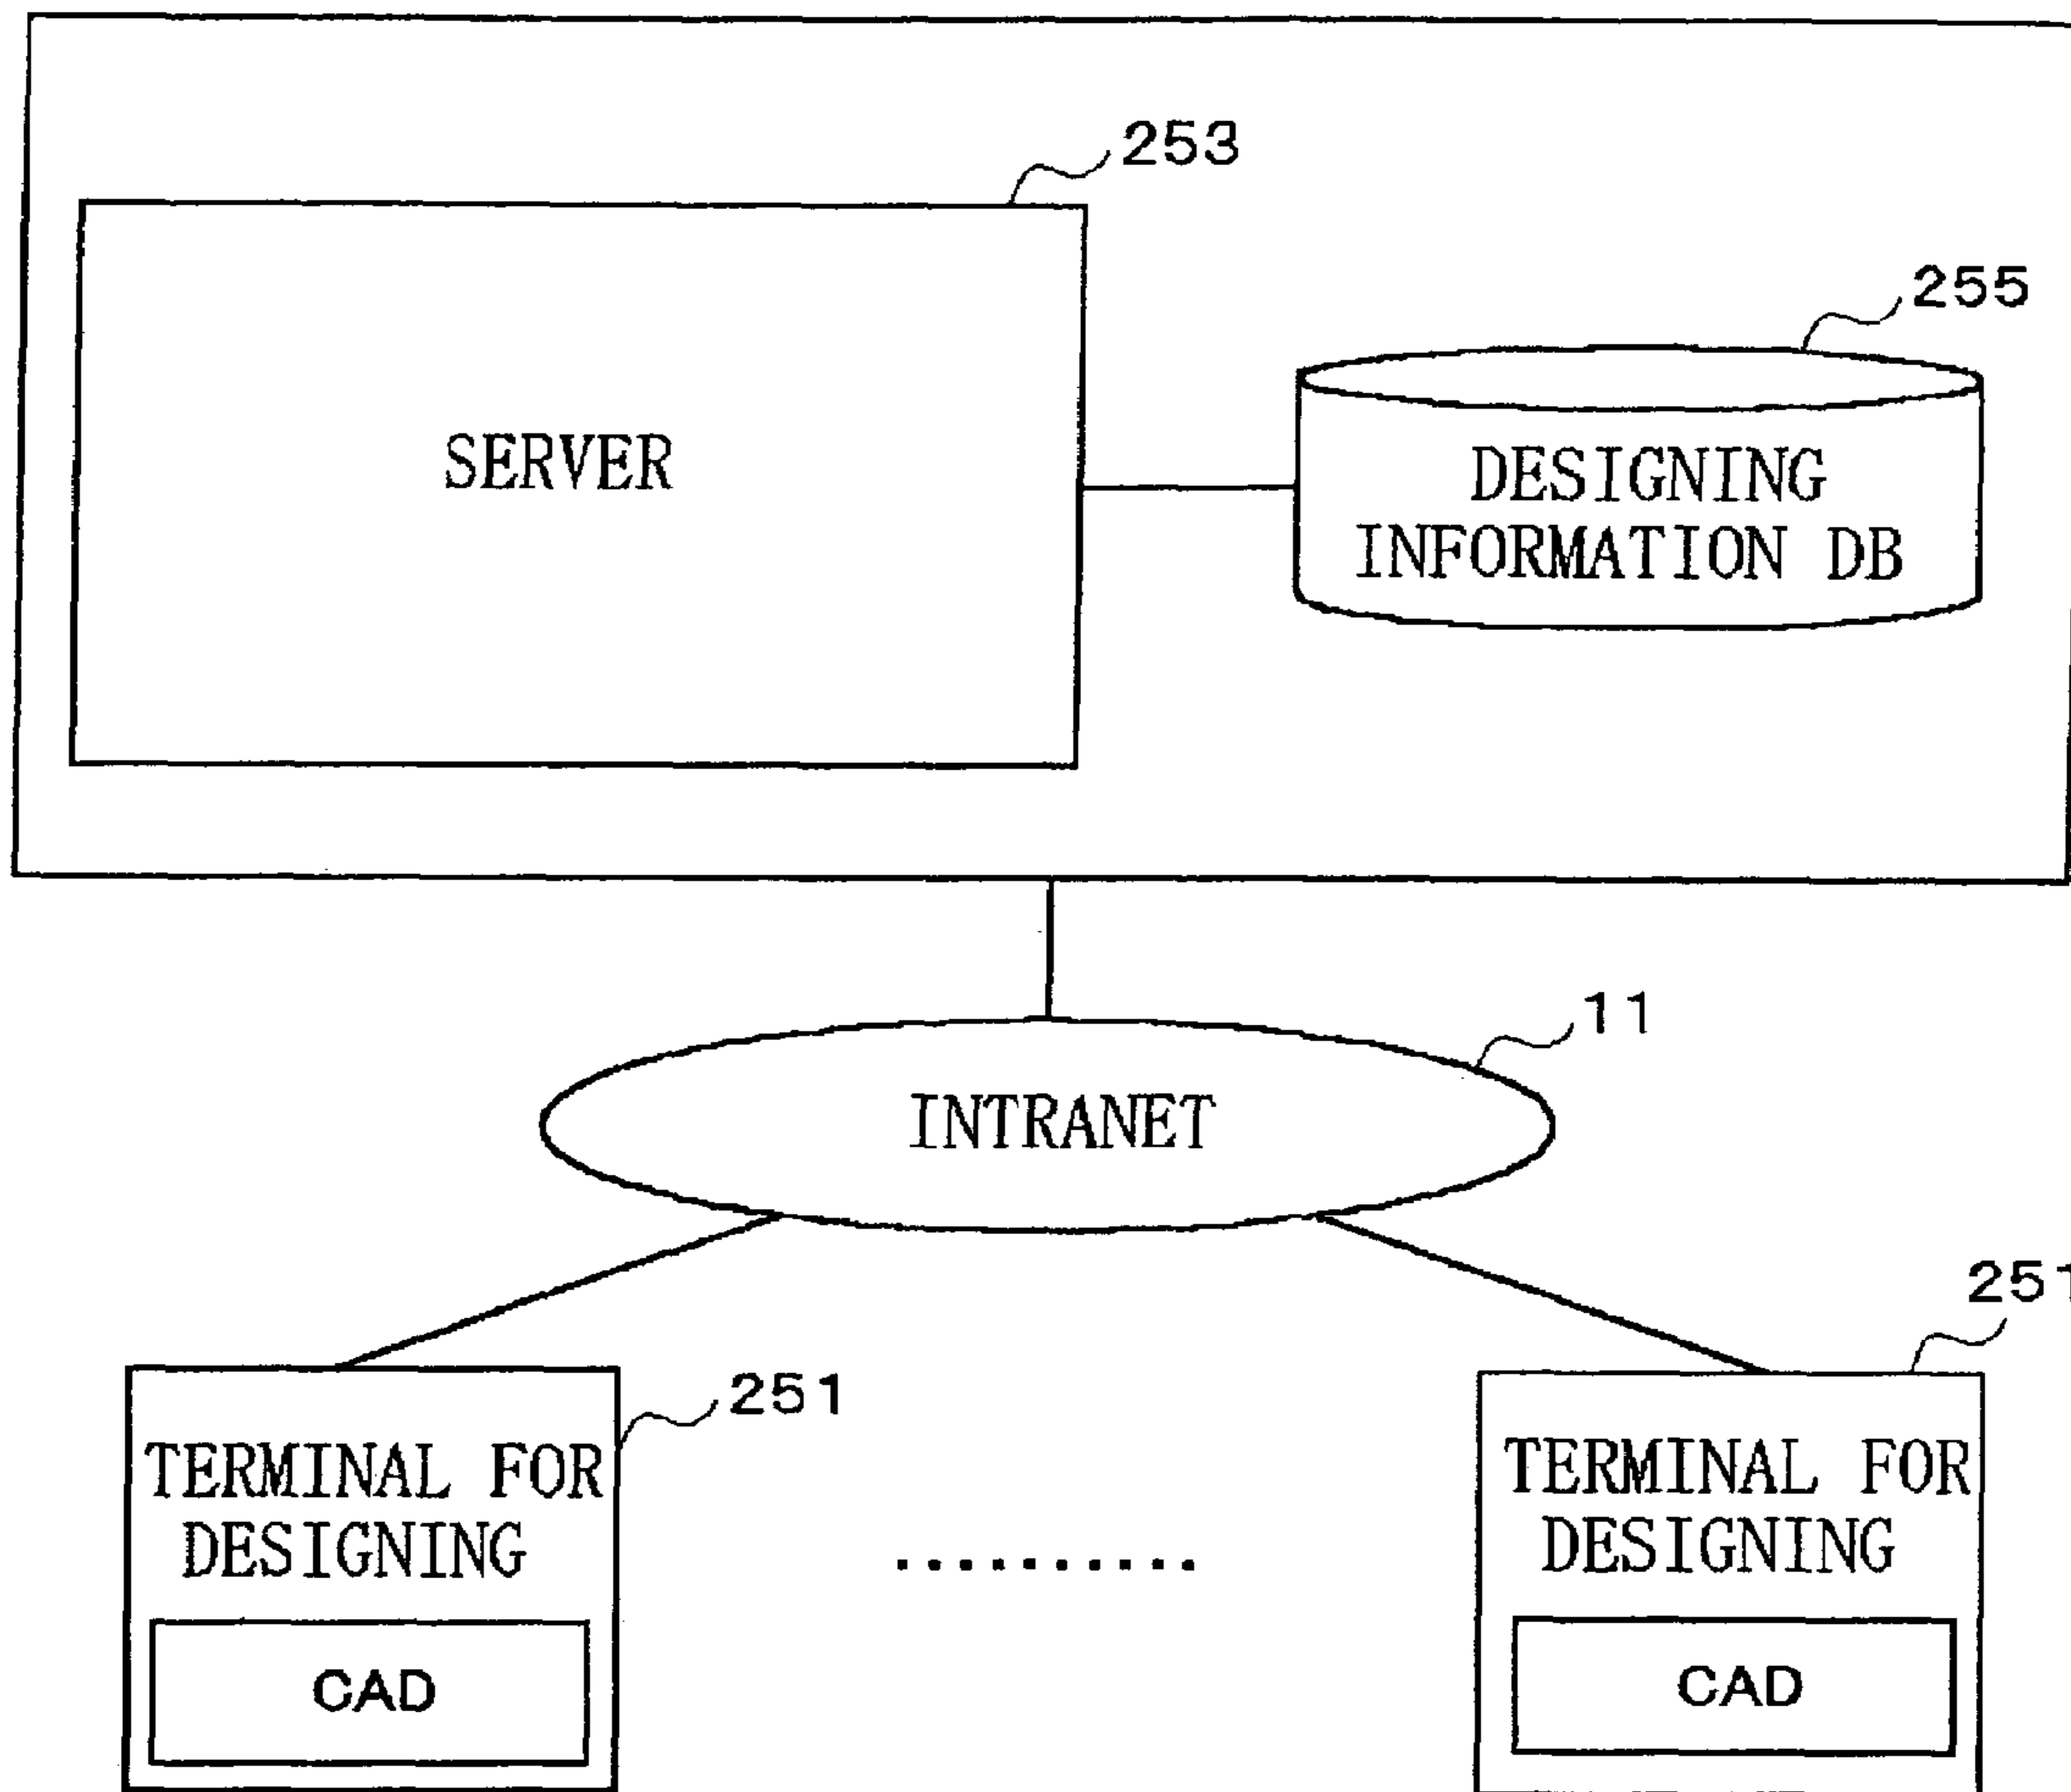 253
255
SERVER
DESIGNING
INFORMATION DB
11
INTRANET
251
251
TERMINAL FOR
DESIGNING
CAD
TERMINAL FOR
DESIGNING
CAD